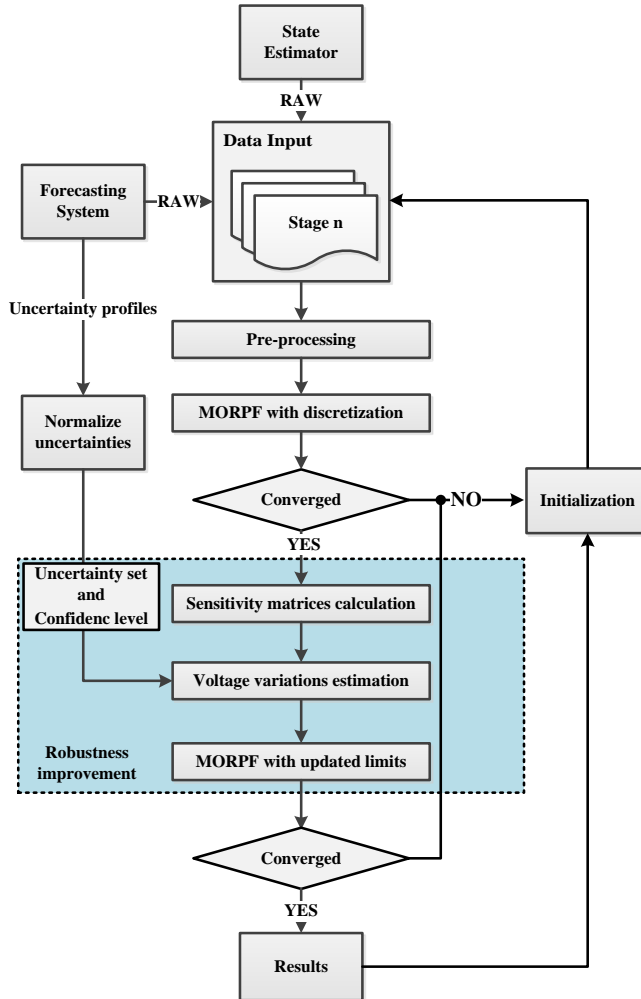 State
Estimator
RAW
Data Input
Stage n
Forecasting
System
RAW
Uncertainty profiles
Pre-processing
Normalize
uncertainties
MORPF with discretization
Converged
NO
Initialization
YES
Uncertainty set
and
Confidenc level
Sensitivity matrices calculation
Voltage variations estimation
Robustness
improvement
MORPF with updated limits
Converged
YES
Results